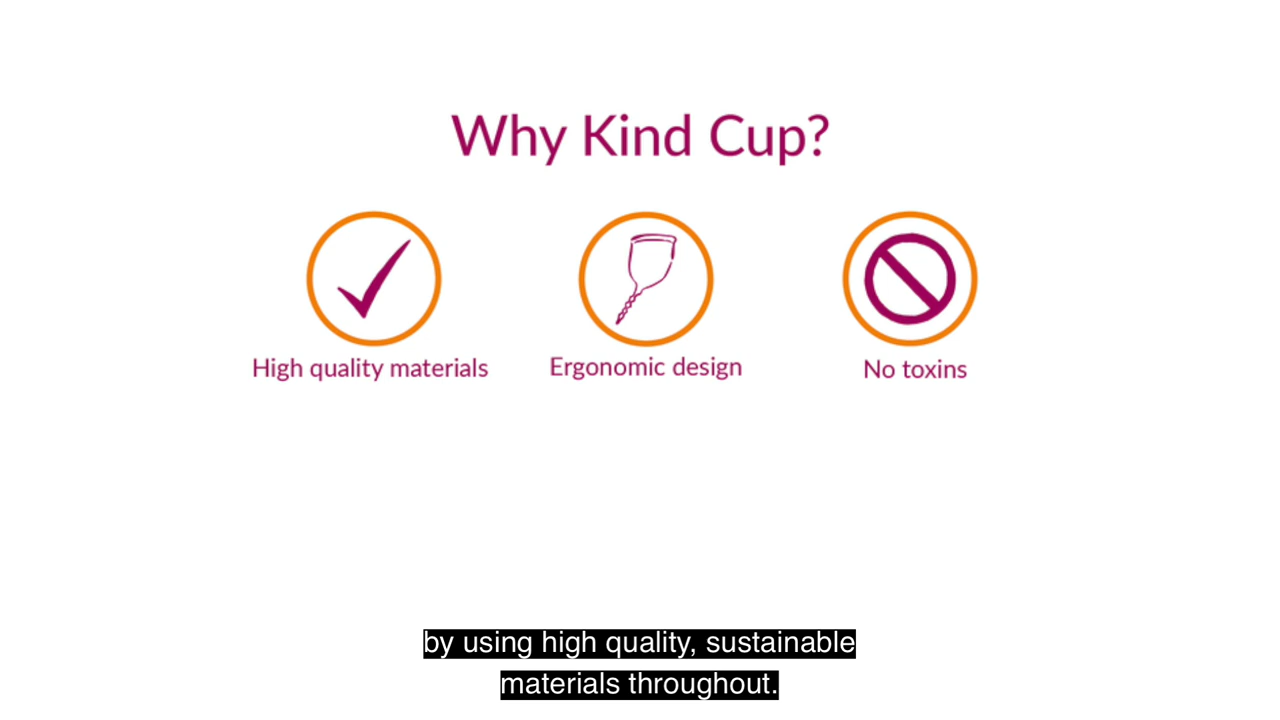 Why Kind Cup?
High quality materials
Ergonomic design
No toxins
by using high quality, sustainable
materials throughout.